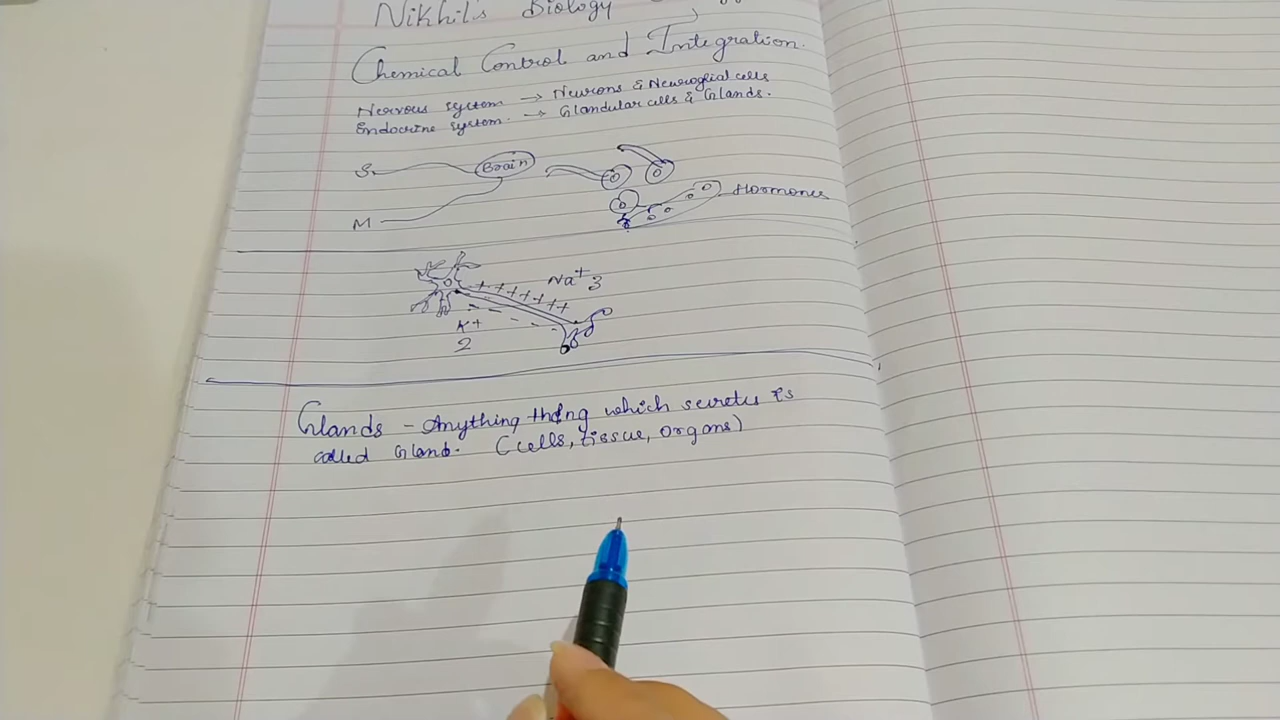 Nikhil's Biology
Chemical Control and Integration.
Nervous system → Neurons & Neuroglial cells
Endocrine system. → Glandular cells & Glands.
S
Brain
Hormones
M
Na+ 3
K+
2
Glands - Anything thing which secretes is
called Gland. (cells, tissue, organs)